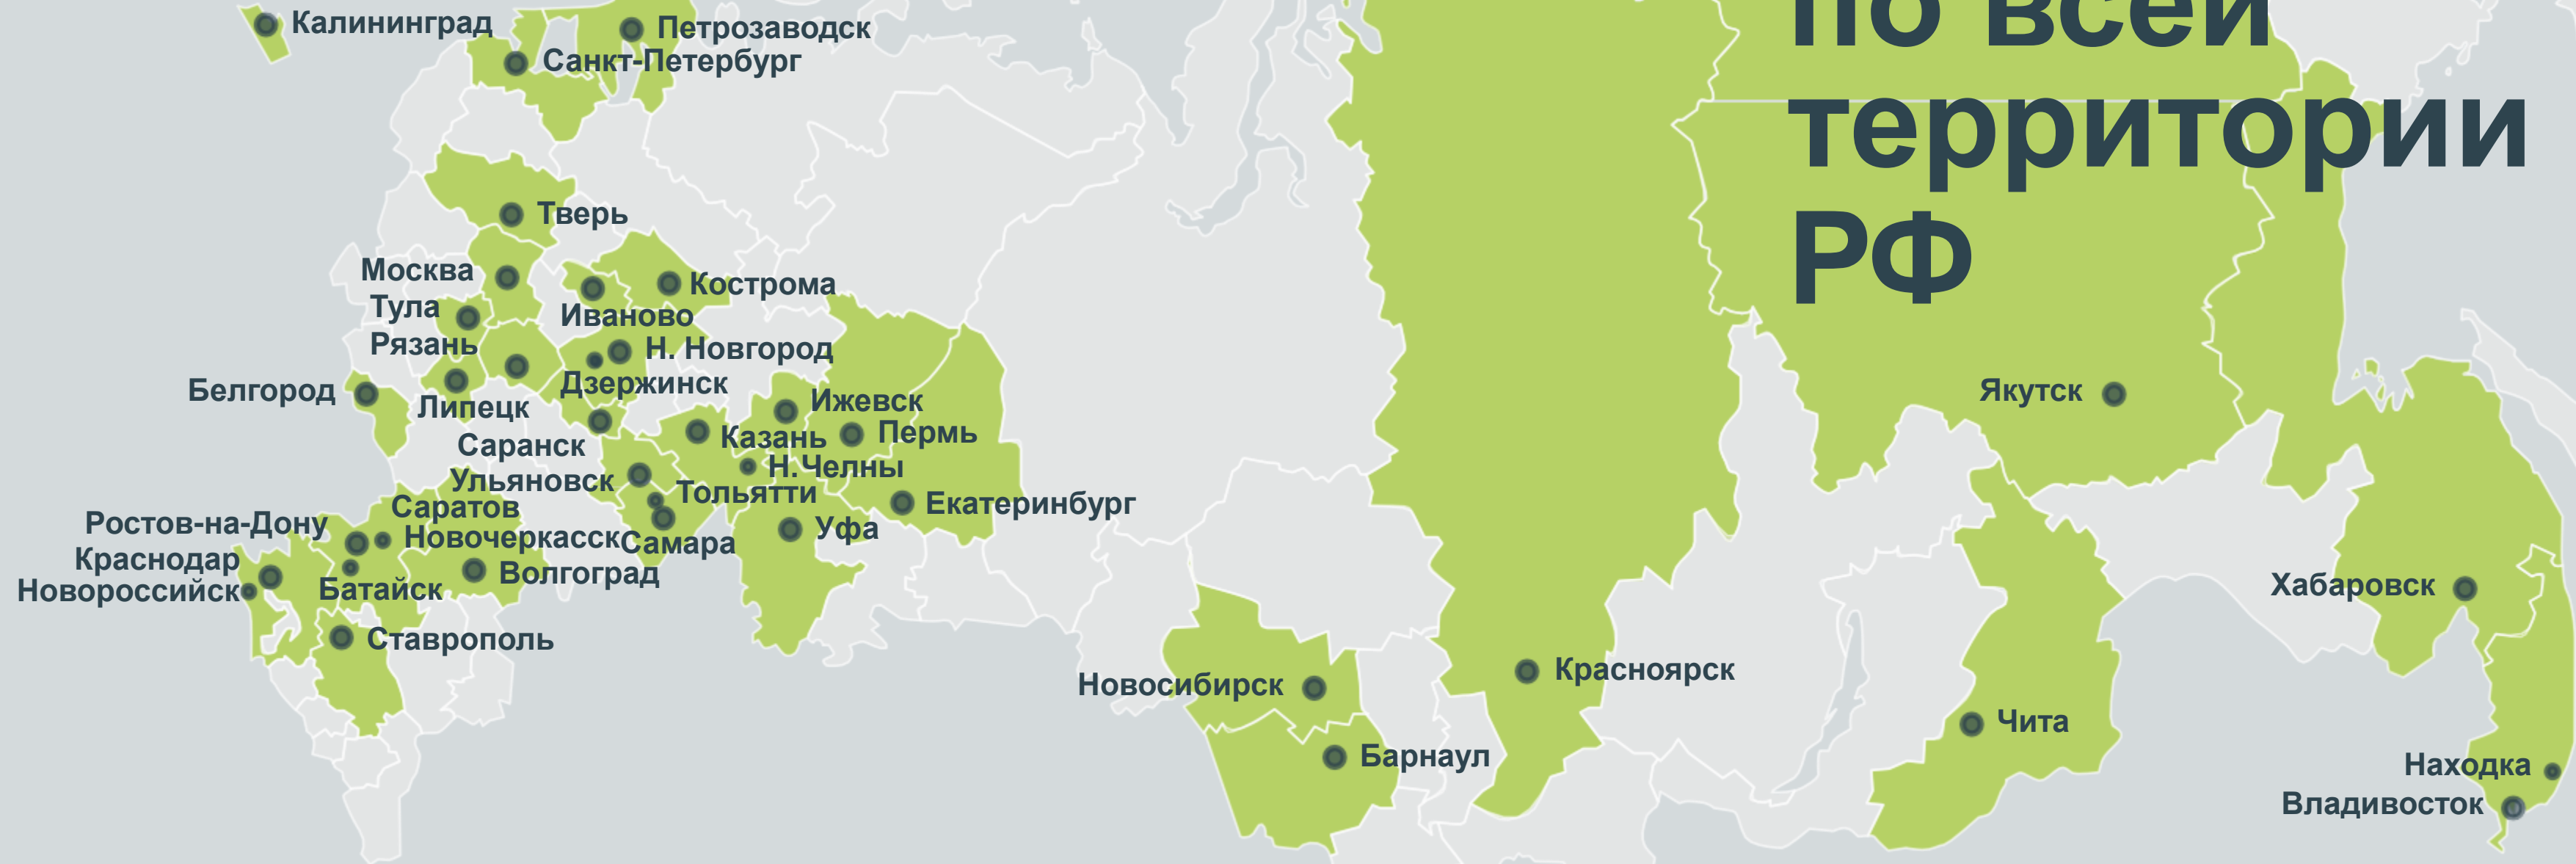 по всей
территории
РФ
Калининград
Петрозаводск
Санкт-Петербург
Тверь
Москва
Кострома
Тула
Иваново
Рязань
Н. Новгород
Дзержинск
Белгород
Липецк
Ижевск
Казань
Пермь
Саранск
Н.Челны
Ульяновск
Тольятти
Екатеринбург
Саратов
Ростов-на-Дону
Уфа
Новочеркасск
Самара
Краснодар
Волгоград
Новороссийск
Батайск
Ставрополь
Якутск
Хабаровск
Новосибирск
Красноярск
Чита
Барнаул
Находка
Владивосток